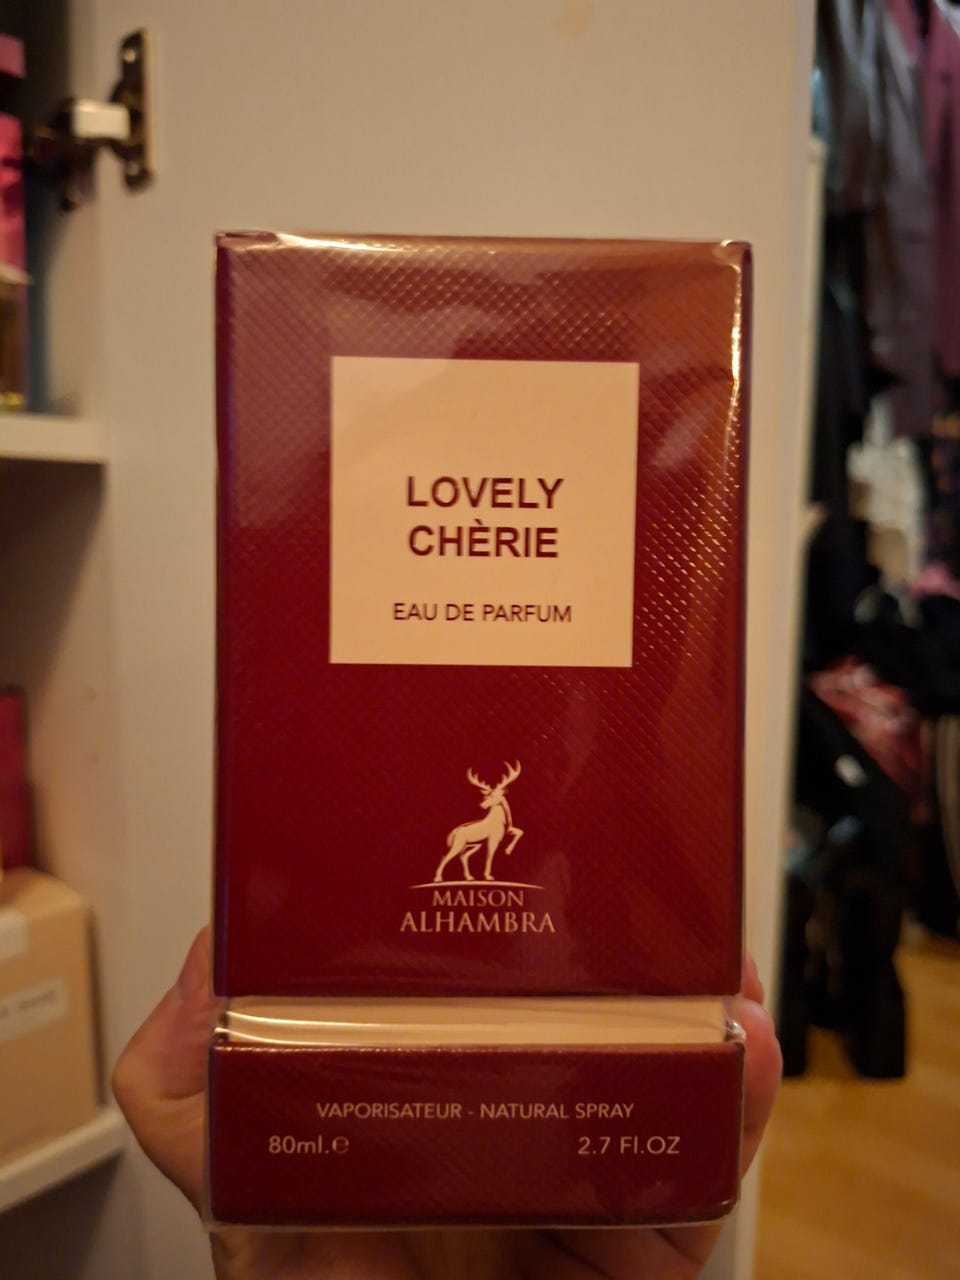 LOVELY
CHÈRIE
EAU DE PARFUM
MAISON
ALHAMBRA
VAPORISATEUR - NATURAL SPRAY
80ml.℮
2.7 Fl.OZ